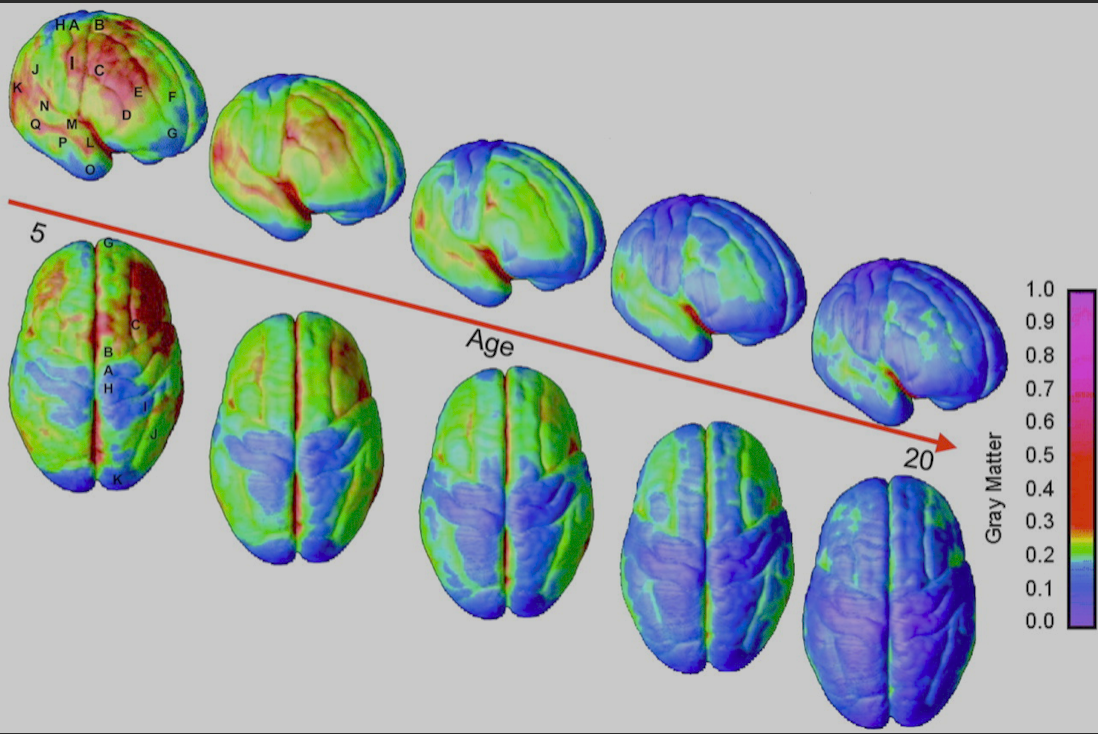 H A B
I C
J
K E F
N D
Q M G
P L
O
5
Age
20
G
C
B
A
H
I
J
K
Gray Matter
1.0
0.9
0.8
0.7
0.6
0.5
0.4
0.3
0.2
0.1
0.0